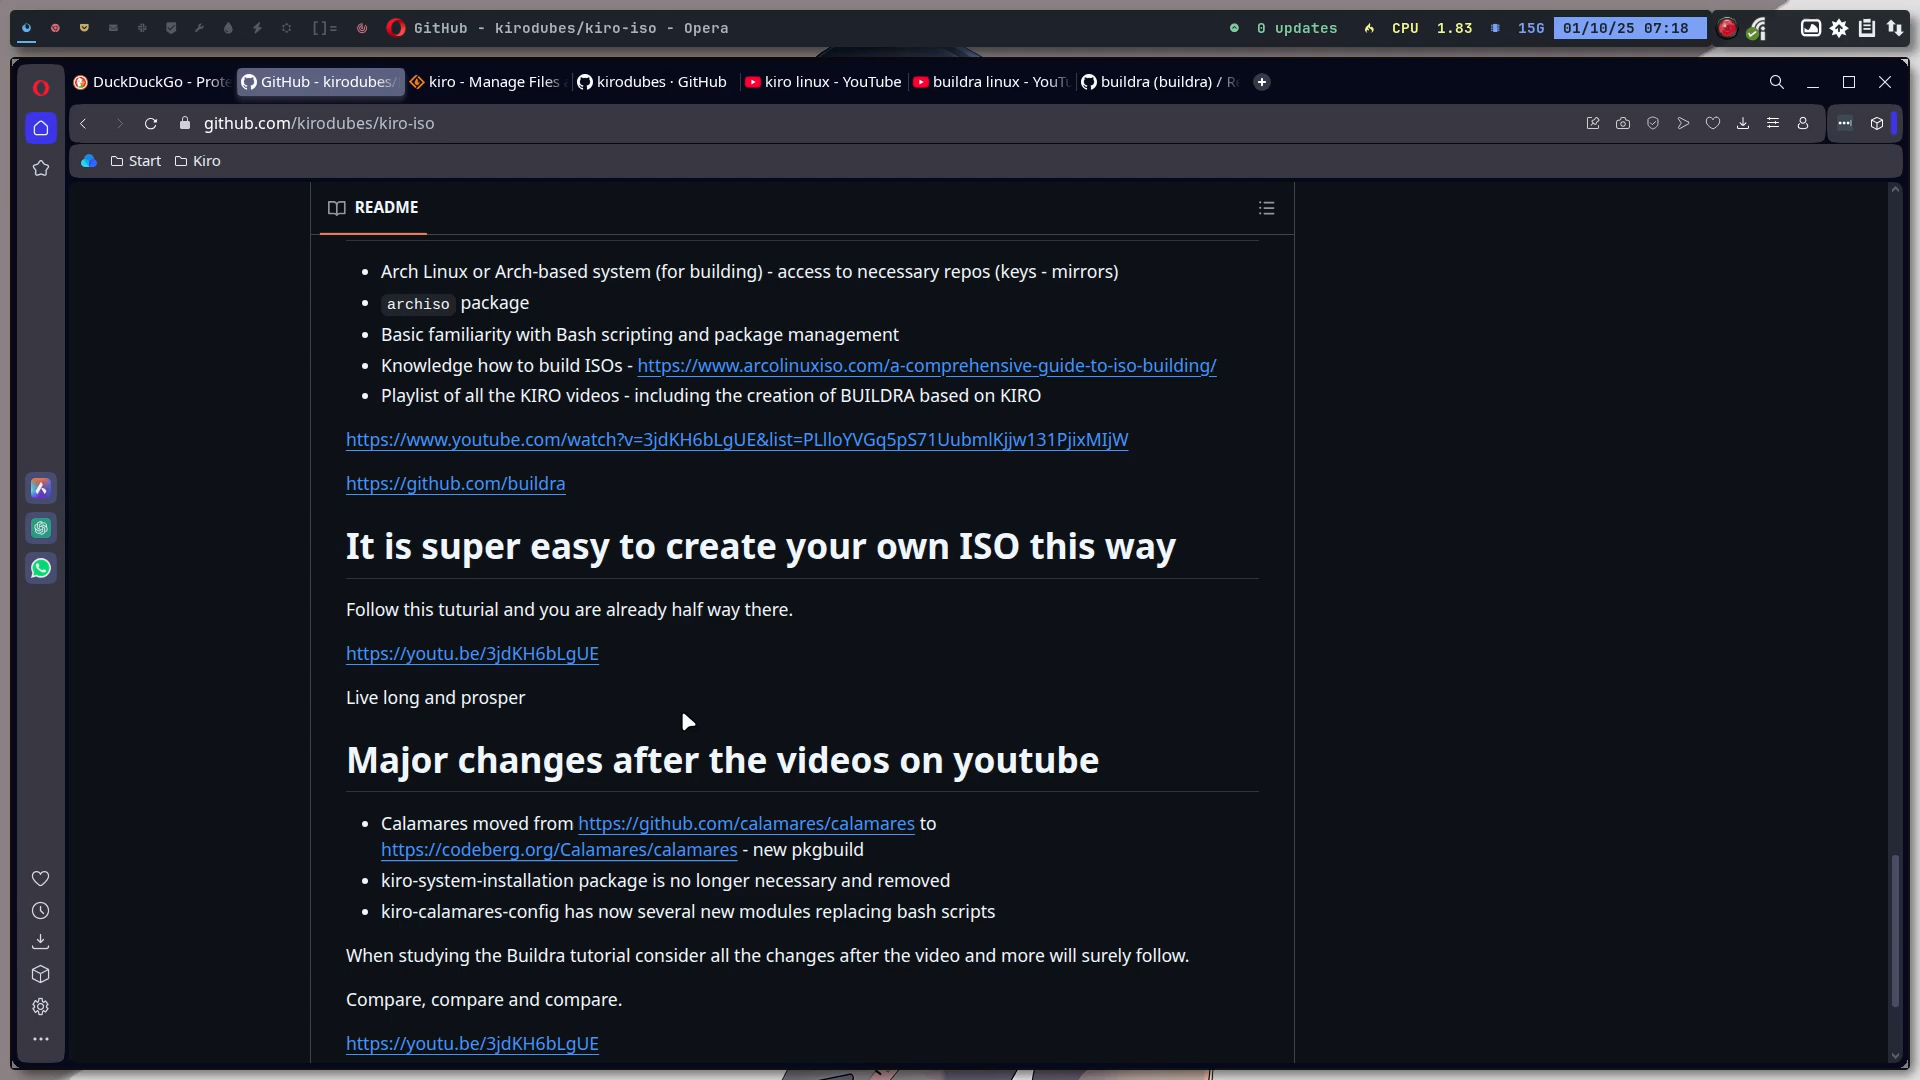 []=
GitHub - kirodubes/kiro-iso - Opera
0 updates
CPU 1.83
15G
01/10/25 07:18
DuckDuckGo - Prote
GitHub - kirodubes/
kiro - Manage Files
kirodubes · GitHub
kiro linux - YouTube
buildra linux - YouT
buildra (buildra) / Re
github.com/kirodubes/kiro-iso
Start
Kiro
README
• Arch Linux or Arch-based system (for building) - access to necessary repos (keys - mirrors)
• archiso package
• Basic familiarity with Bash scripting and package management
• Knowledge how to build ISOs - https://www.arcolinuxiso.com/a-comprehensive-guide-to-iso-building/
• Playlist of all the KIRO videos - including the creation of BUILDRA based on KIRO
https://www.youtube.com/watch?v=3jdKH6bLgUE&list=PLlloYVGq5pS71UubmlKjjw131PjixMIjW
https://github.com/buildra
It is super easy to create your own ISO this way
Follow this tuturial and you are already half way there.
https://youtu.be/3jdKH6bLgUE
Live long and prosper
Major changes after the videos on youtube
• Calamares moved from https://github.com/calamares/calamares to
https://codeberg.org/Calamares/calamares - new pkgbuild
• kiro-system-installation package is no longer necessary and removed
• kiro-calamares-config has now several new modules replacing bash scripts
When studying the Buildra tutorial consider all the changes after the video and more will surely follow.
Compare, compare and compare.
https://youtu.be/3jdKH6bLgUE